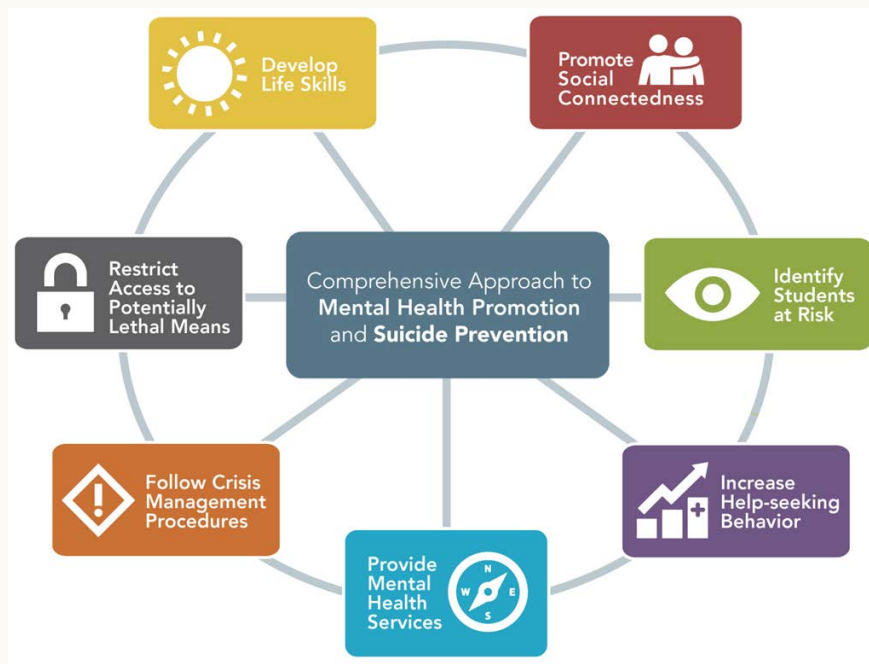 Develop
Life Skills
Promote
Social
Connectedness
Restrict
Access to
Potentially
Lethal Means
Comprehensive Approach to
Mental Health Promotion
and Suicide Prevention
Identify
Students
at Risk
Follow Crisis
Management
Procedures
Increase
Help-seeking
Behavior
Provide
Mental
Health
Services
N
W E
S